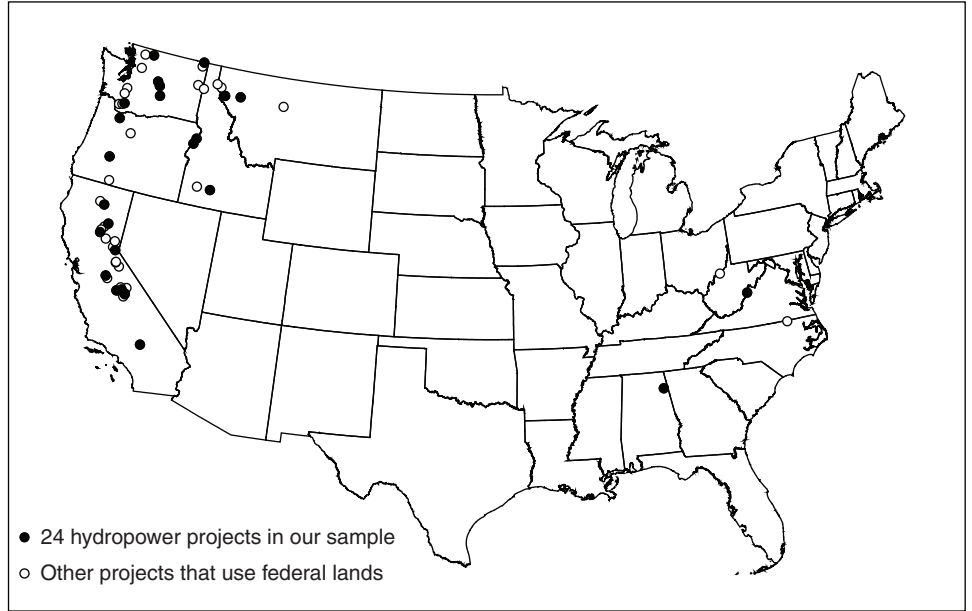 24 hydropower projects in our sample
Other projects that use federal lands